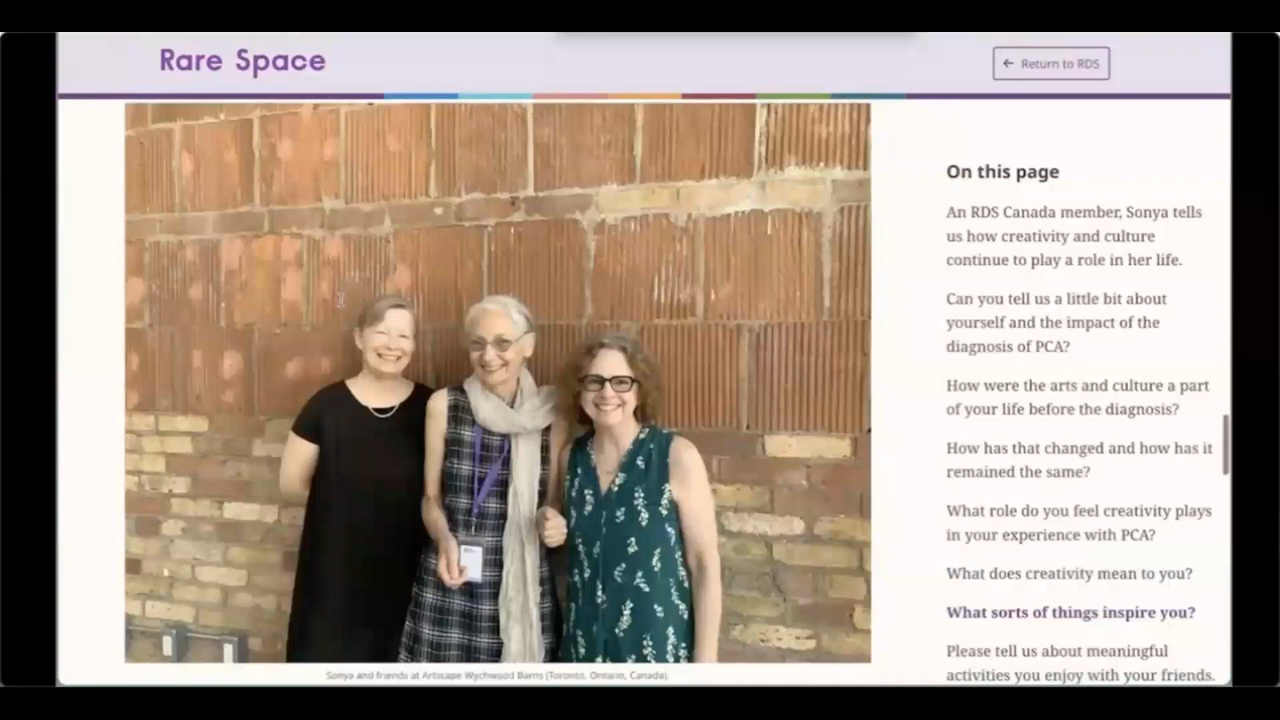 Rare Space
← Return to RDS
On this page
An RDS Canada member, Sonya tells
us how creativity and culture
continue to play a role in her life.
Can you tell us a little bit about
yourself and the impact of the
diagnosis of PCA?
How were the arts and culture a part
of your life before the diagnosis?
How has that changed and how has it
remained the same?
What role do you feel creativity plays
in your experience with PCA?
What does creativity mean to you?
What sorts of things inspire you?
Please tell us about meaningful
activities you enjoy with your friends.
Sonya and friends at Artscape Wychwood Barns (Toronto, Ontario, Canada).